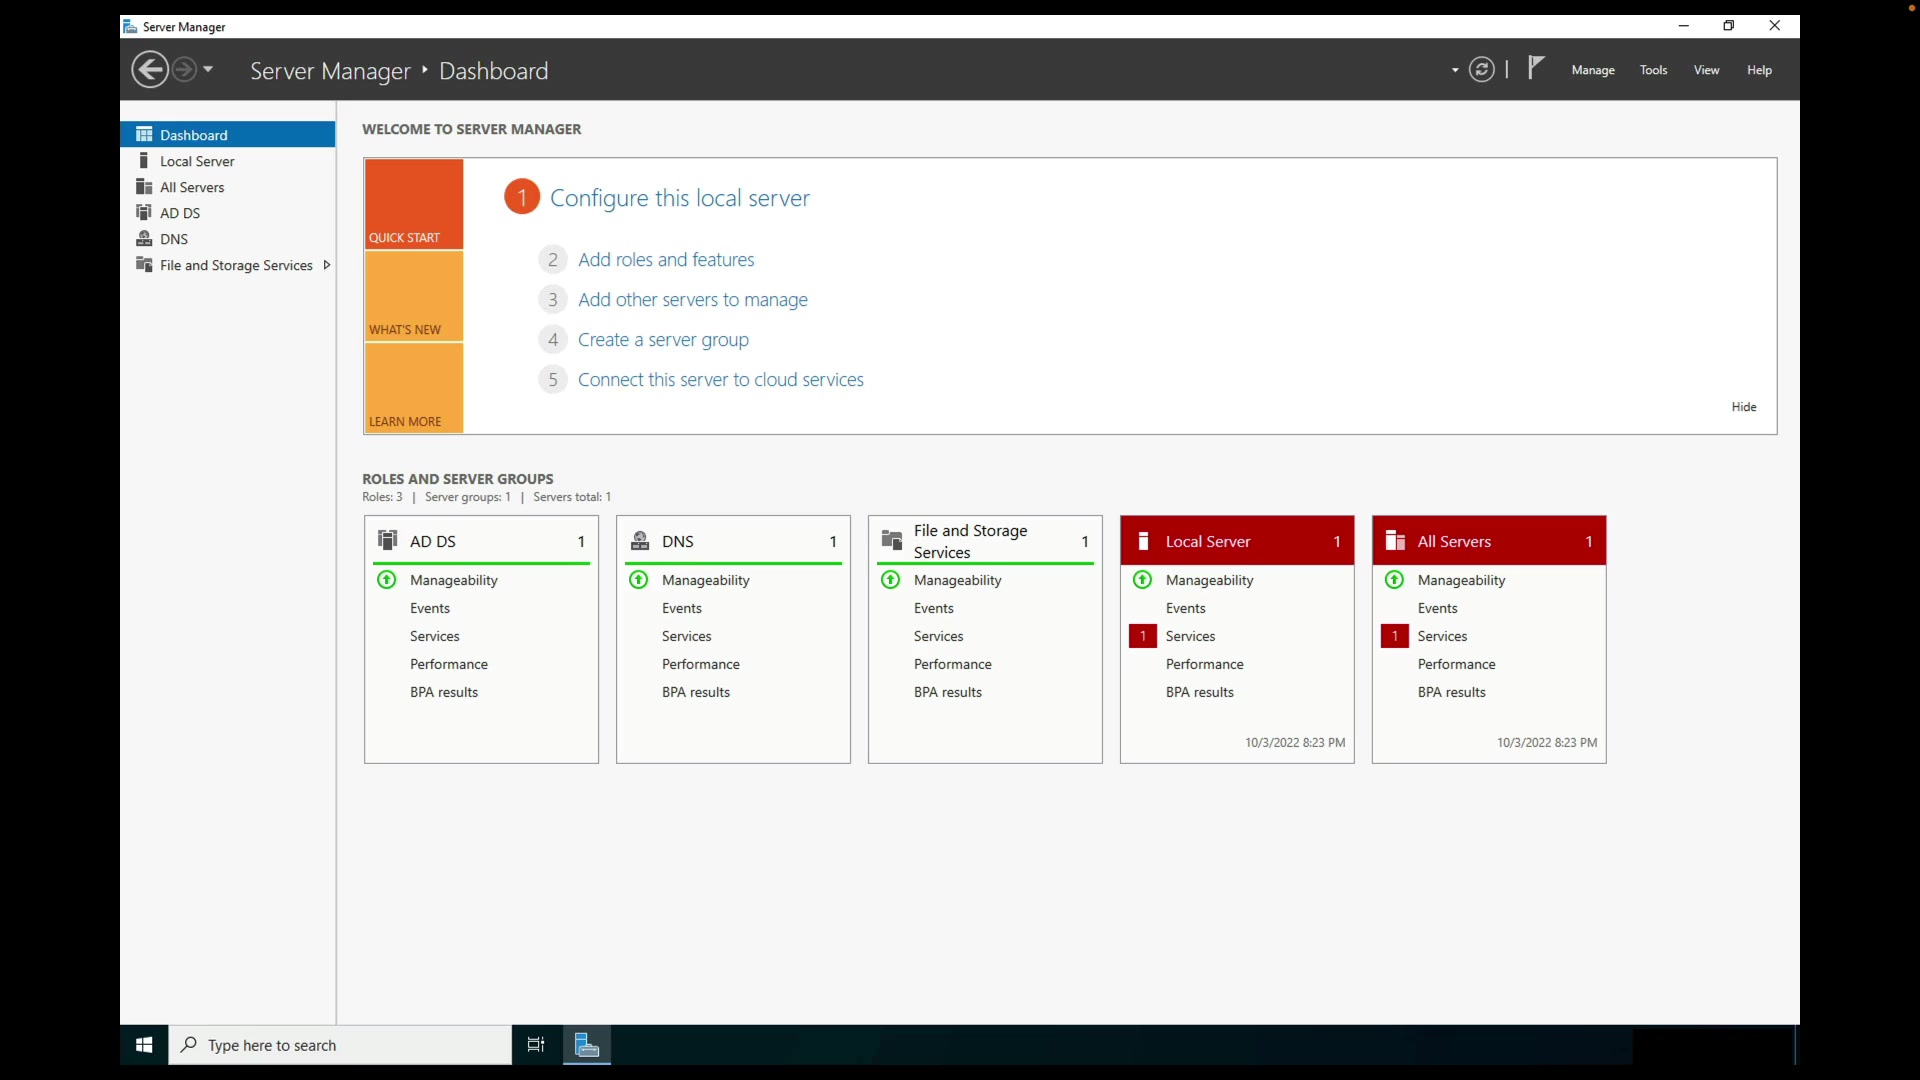 Server Manager
Server Manager ‣ Dashboard
Manage Tools View Help
Dashboard
Local Server
All Servers
AD DS
DNS
File and Storage Services
WELCOME TO SERVER MANAGER
QUICK START
WHAT'S NEW
LEARN MORE
1 Configure this local server
2 Add roles and features
3 Add other servers to manage
4 Create a server group
5 Connect this server to cloud services
Hide
ROLES AND SERVER GROUPS
Roles: 3 | Server groups: 1 | Servers total: 1
AD DS 1
Manageability
Events
Services
Performance
BPA results
DNS 1
Manageability
Events
Services
Performance
BPA results
File and Storage
Services 1
Manageability
Events
Services
Performance
BPA results
Local Server 1
Manageability
Events
1 Services
Performance
BPA results
10/3/2022 8:23 PM
All Servers 1
Manageability
Events
1 Services
Performance
BPA results
10/3/2022 8:23 PM
Type here to search